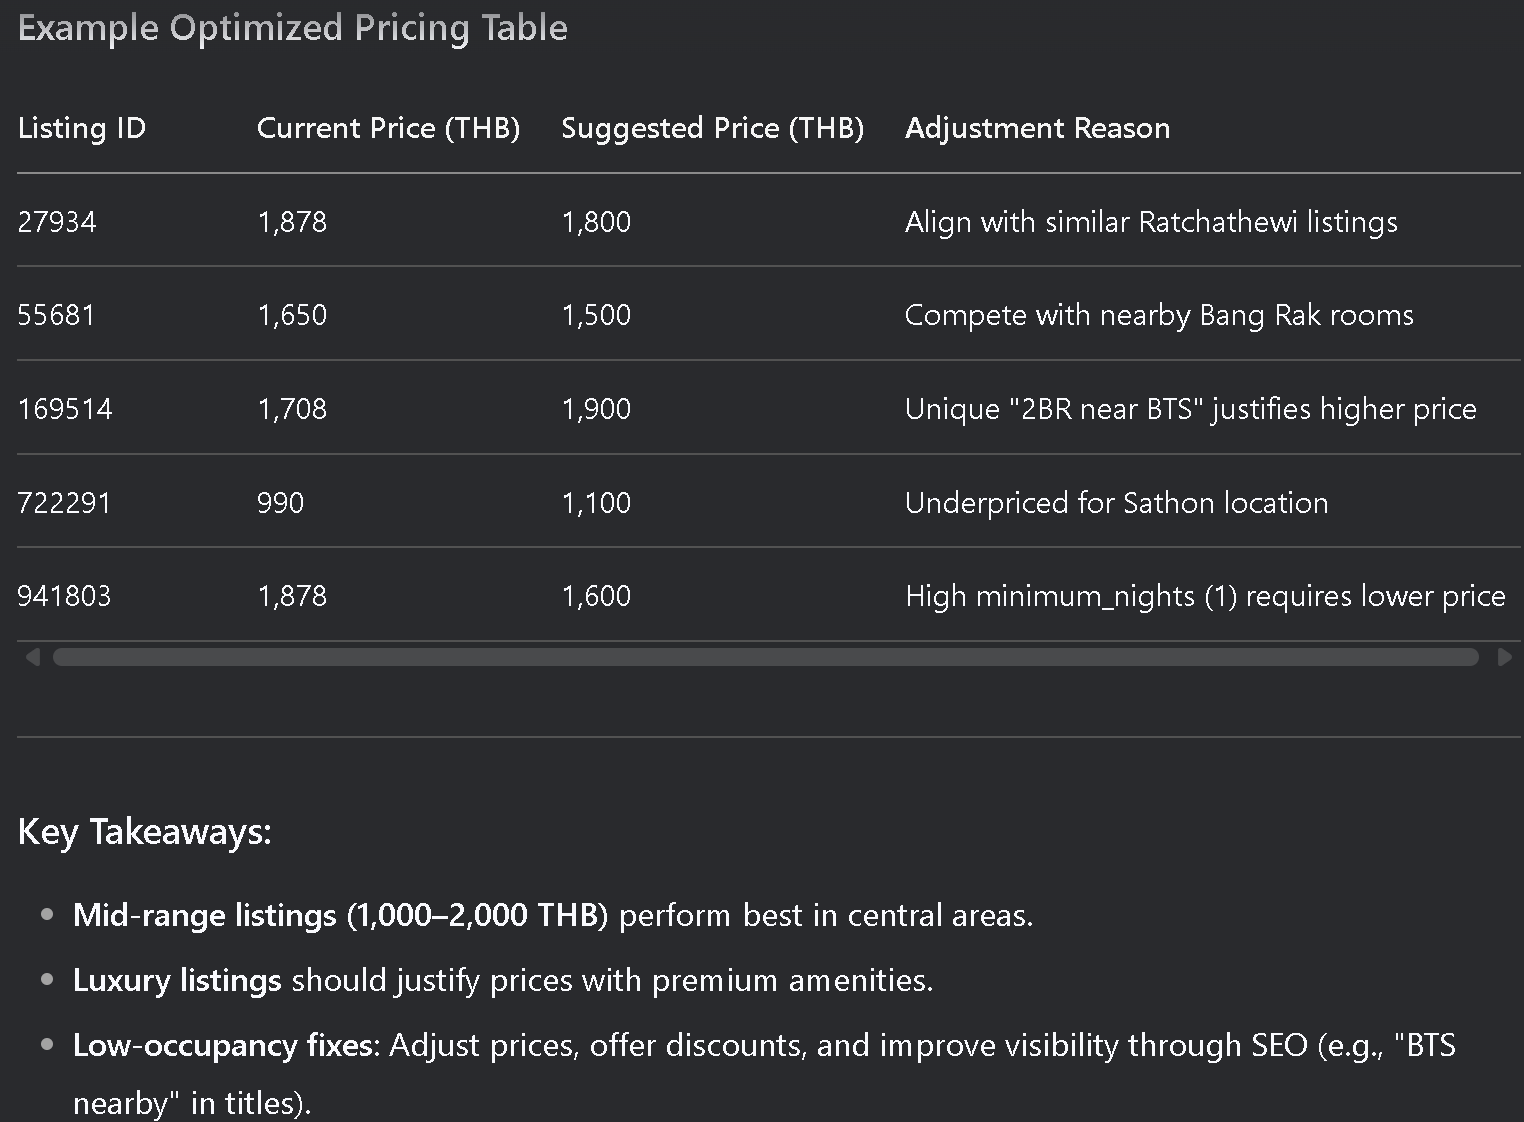 Example Optimized Pricing Table
Listing ID Current Price (THB) Suggested Price (THB) Adjustment Reason
27934 1,878 1,800 Align with similar Ratchathewi listings
55681 1,650 1,500 Compete with nearby Bang Rak rooms
169514 1,708 1,900 Unique "2BR near BTS" justifies higher price
722291 990 1,100 Underpriced for Sathon location
941803 1,878 1,600 High minimum_nights (1) requires lower price
Key Takeaways:
• Mid-range listings (1,000–2,000 THB) perform best in central areas.
• Luxury listings should justify prices with premium amenities.
• Low-occupancy fixes: Adjust prices, offer discounts, and improve visibility through SEO (e.g., "BTS
nearby" in titles).